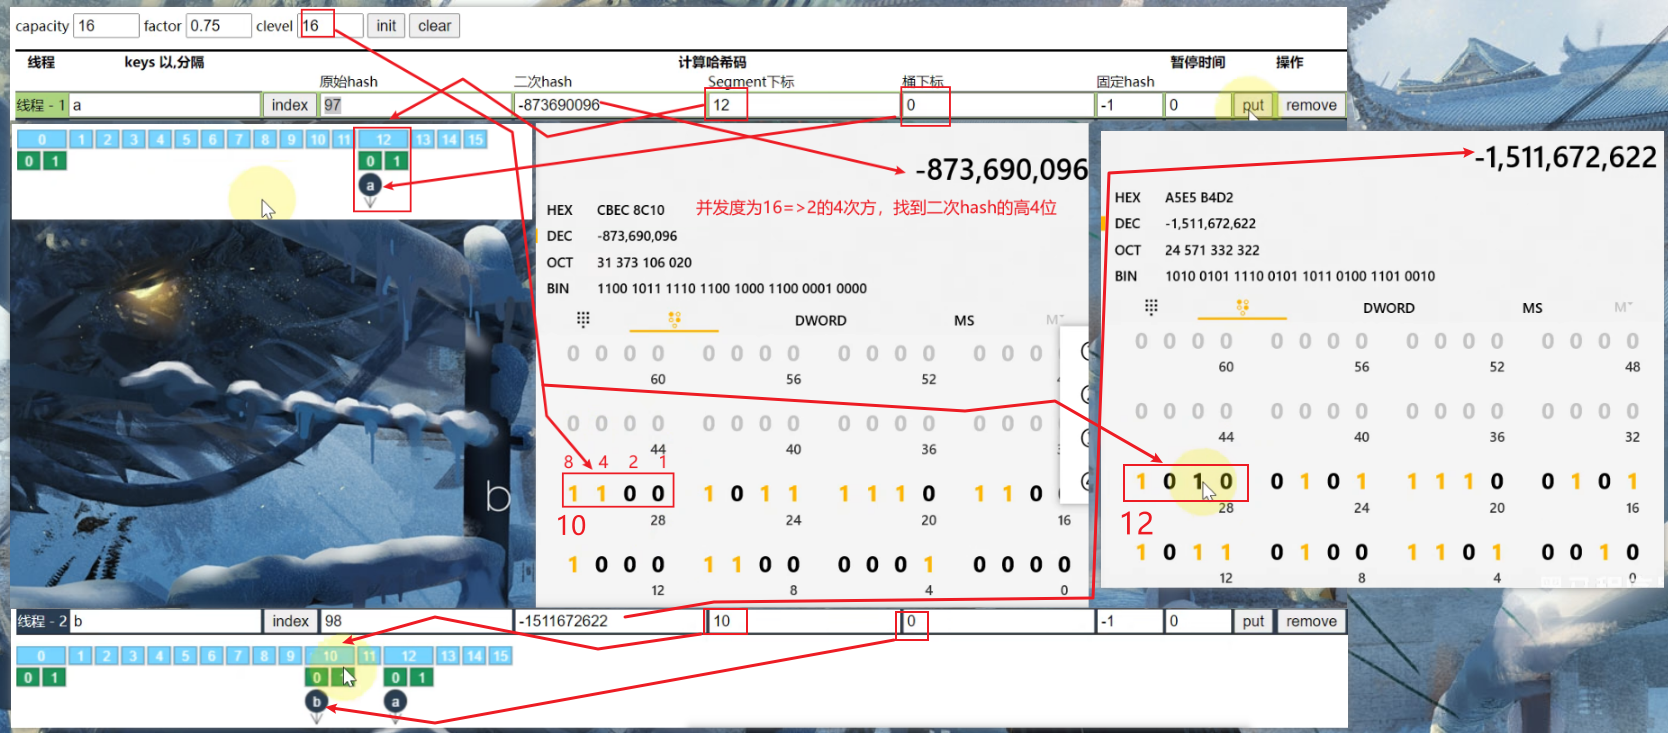 capacity 16 factor 0.75 clevel 16 init clear
线程 keys 以,分隔 计算哈希码 暂停时间 操作
原始hash 二次hash Segment下标 桶下标 固定hash
线程 - 1 a index 97 -873690096 12 0 -1 0 put remove
0 1 2 3 4 5 6 7 8 9 10 11 12 13 14 15
0 1 0 1
a
-873,690,096
并发度为16=>2的4次方，找到二次hash的高4位
HEX CBEC 8C10
DEC -873,690,096
OCT 31 373 106 020
BIN 1100 1011 1110 1100 1000 1100 0001 0000
DWORD MS
0 0 0 0 0 0 0 0 0 0 0 0 0 0 0
60 56 52
0 0 0 0 0 0 0 0 0 0 0 0 0 0 0
44 40 36
8 4 2 1
1 1 0 0 1 0 1 1 1 1 1 0 1 1 0
10 28 24 20 16
1 0 0 0 1 1 0 0 0 0 0 1 0 0 0 0
12 8 4 0
-1,511,672,622
HEX A5E5 B4D2
DEC -1,511,672,622
OCT 24 571 332 322
BIN 1010 0101 1110 0101 1011 0100 1101 0010
DWORD MS
0 0 0 0 0 0 0 0 0 0 0 0 0 0 0 0
60 56 52 48
0 0 0 0 0 0 0 0 0 0 0 0 0 0 0 0
44 40 36 32
1 0 1 0 0 1 0 1 1 1 1 0 0 1 0 1
12 28 24 20 16
1 0 1 1 0 1 0 0 1 1 0 1 0 0 1 0
12 8 4 0
b
线程 - 2 b index 98 -1511672622 10 0 -1 0 put remove
0 1 2 3 4 5 6 7 8 9 10 11 12 13 14 15
0 1 0 1 0 1
b a